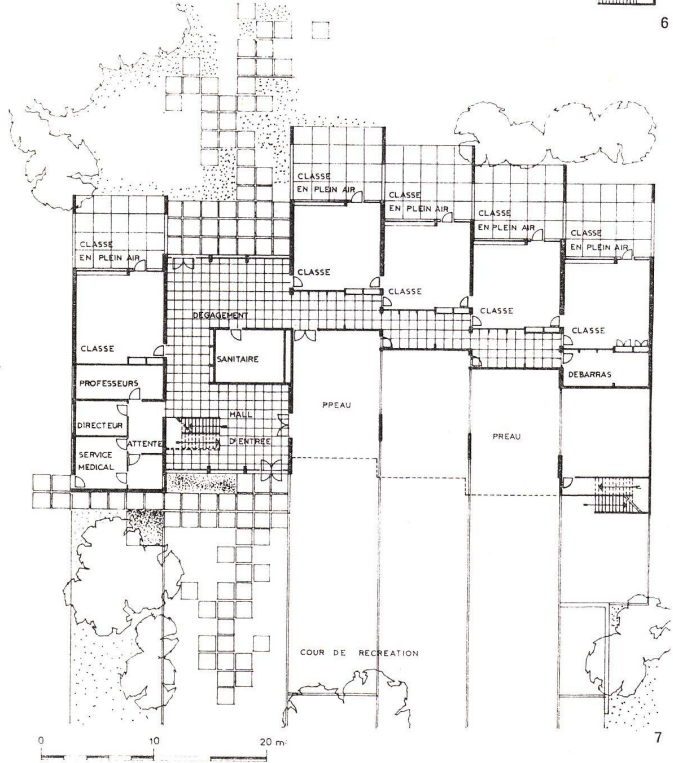 6
CLASSE
EN PLEIN AIR
CLASSE
EN PLEIN AIR
CLASSE
EN PLEIN AIR
CLASSE
EN PLEIN AIR
CLASSE
EN PLEIN AIR
CLASSE
CLASSE
CLASSE
DEGAGEMENT
CLASSE
CLASSE
SANITAIRE
PROFESSEURS
DEBARRAS
PPEAU
HALL
D'ENTREE
DIRECTEUR
ATTENTE
PREAU
SERVICE
MEDICAL
COUR DE RECREATION
7
0 10 20 m